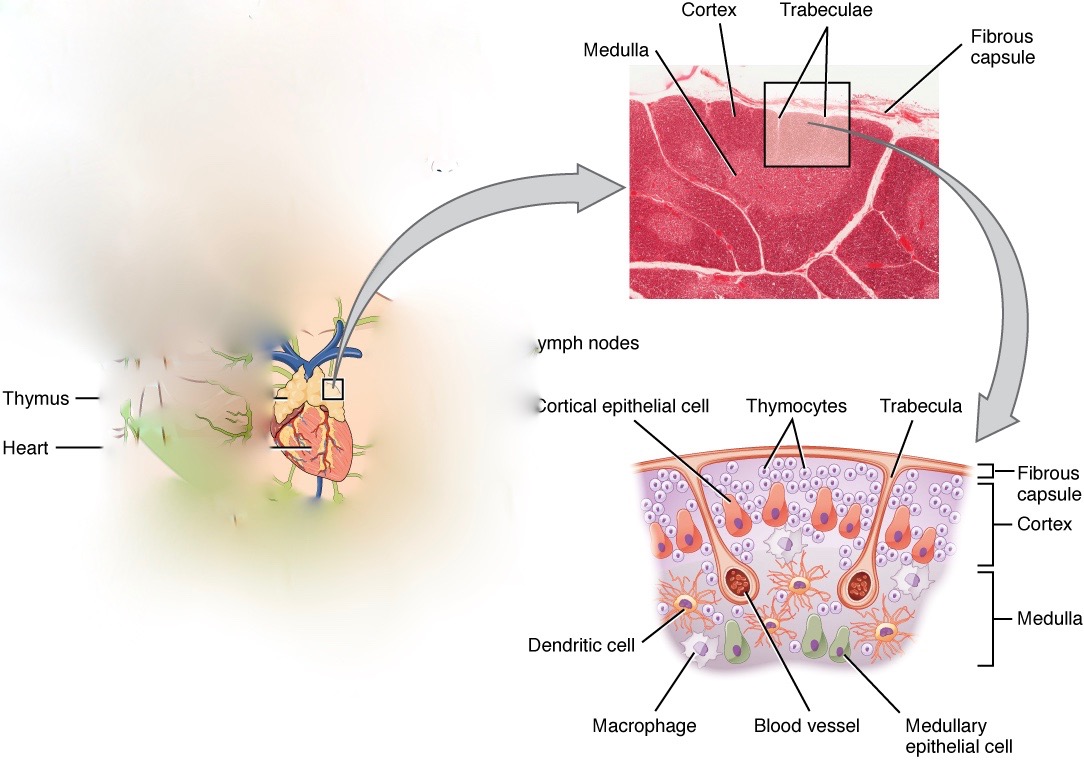 Cortex
Trabeculae
Medulla
Fibrous
capsule
ymph nodes
Thymus
Heart
Cortical epithelial cell
Thymocytes
Trabecula
Fibrous
capsule
Cortex
Medulla
Dendritic cell
Macrophage
Blood vessel
Medullary
epithelial cell